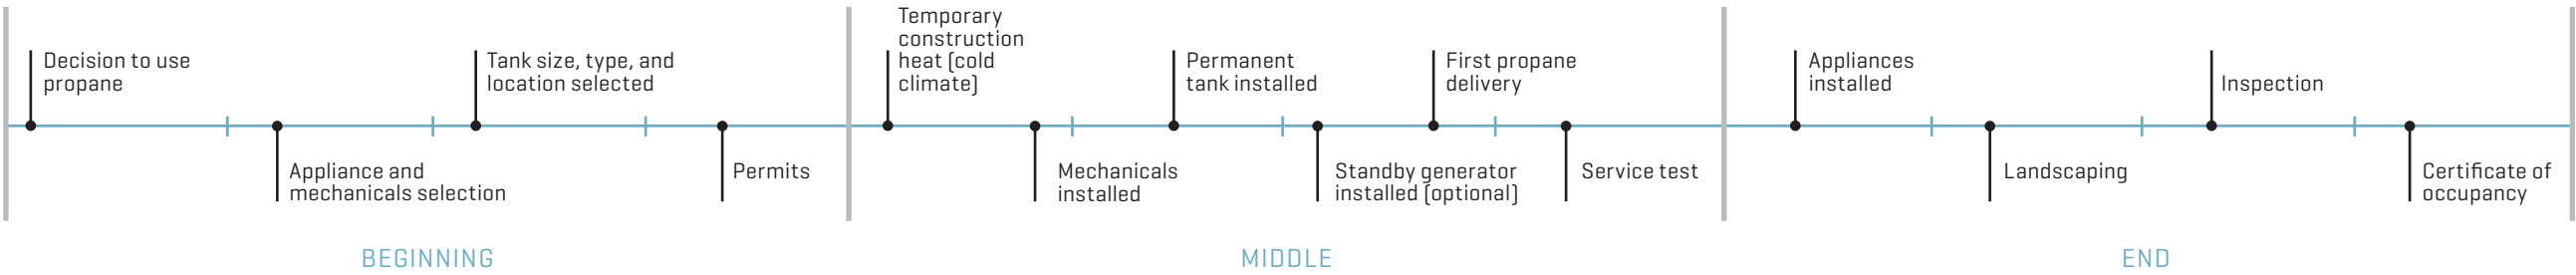 Decision to use
propane
Appliance and
mechanicals selection
Tank size, type, and
location selected
Permits
BEGINNING
Temporary
construction
heat (cold
climate)
Mechanicals
installed
Permanent
tank installed
Standby generator
installed (optional)
First propane
delivery
Service test
MIDDLE
Appliances
installed
Landscaping
Inspection
Certificate of
occupancy
END